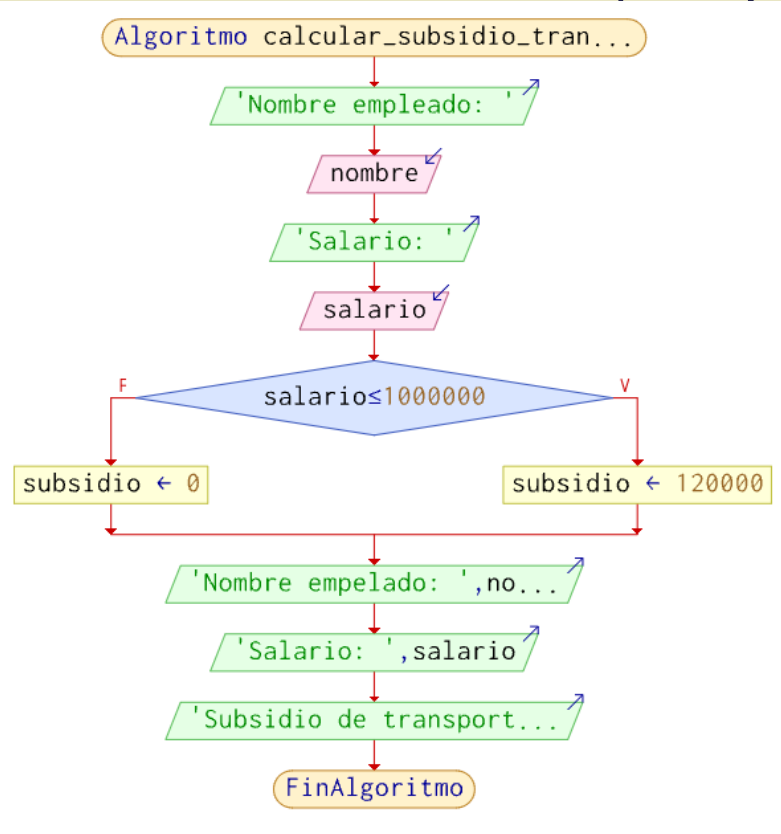 Algoritmo calcular_subsidio_tran...
'Nombre empleado: '
nombre
'Salario: '
salario
F
salario≤1000000
V
subsidio ← 0
subsidio ← 120000
'Nombre empelado: ',no...
'Salario: ',salario
'Subsidio de transport...
FinAlgoritmo